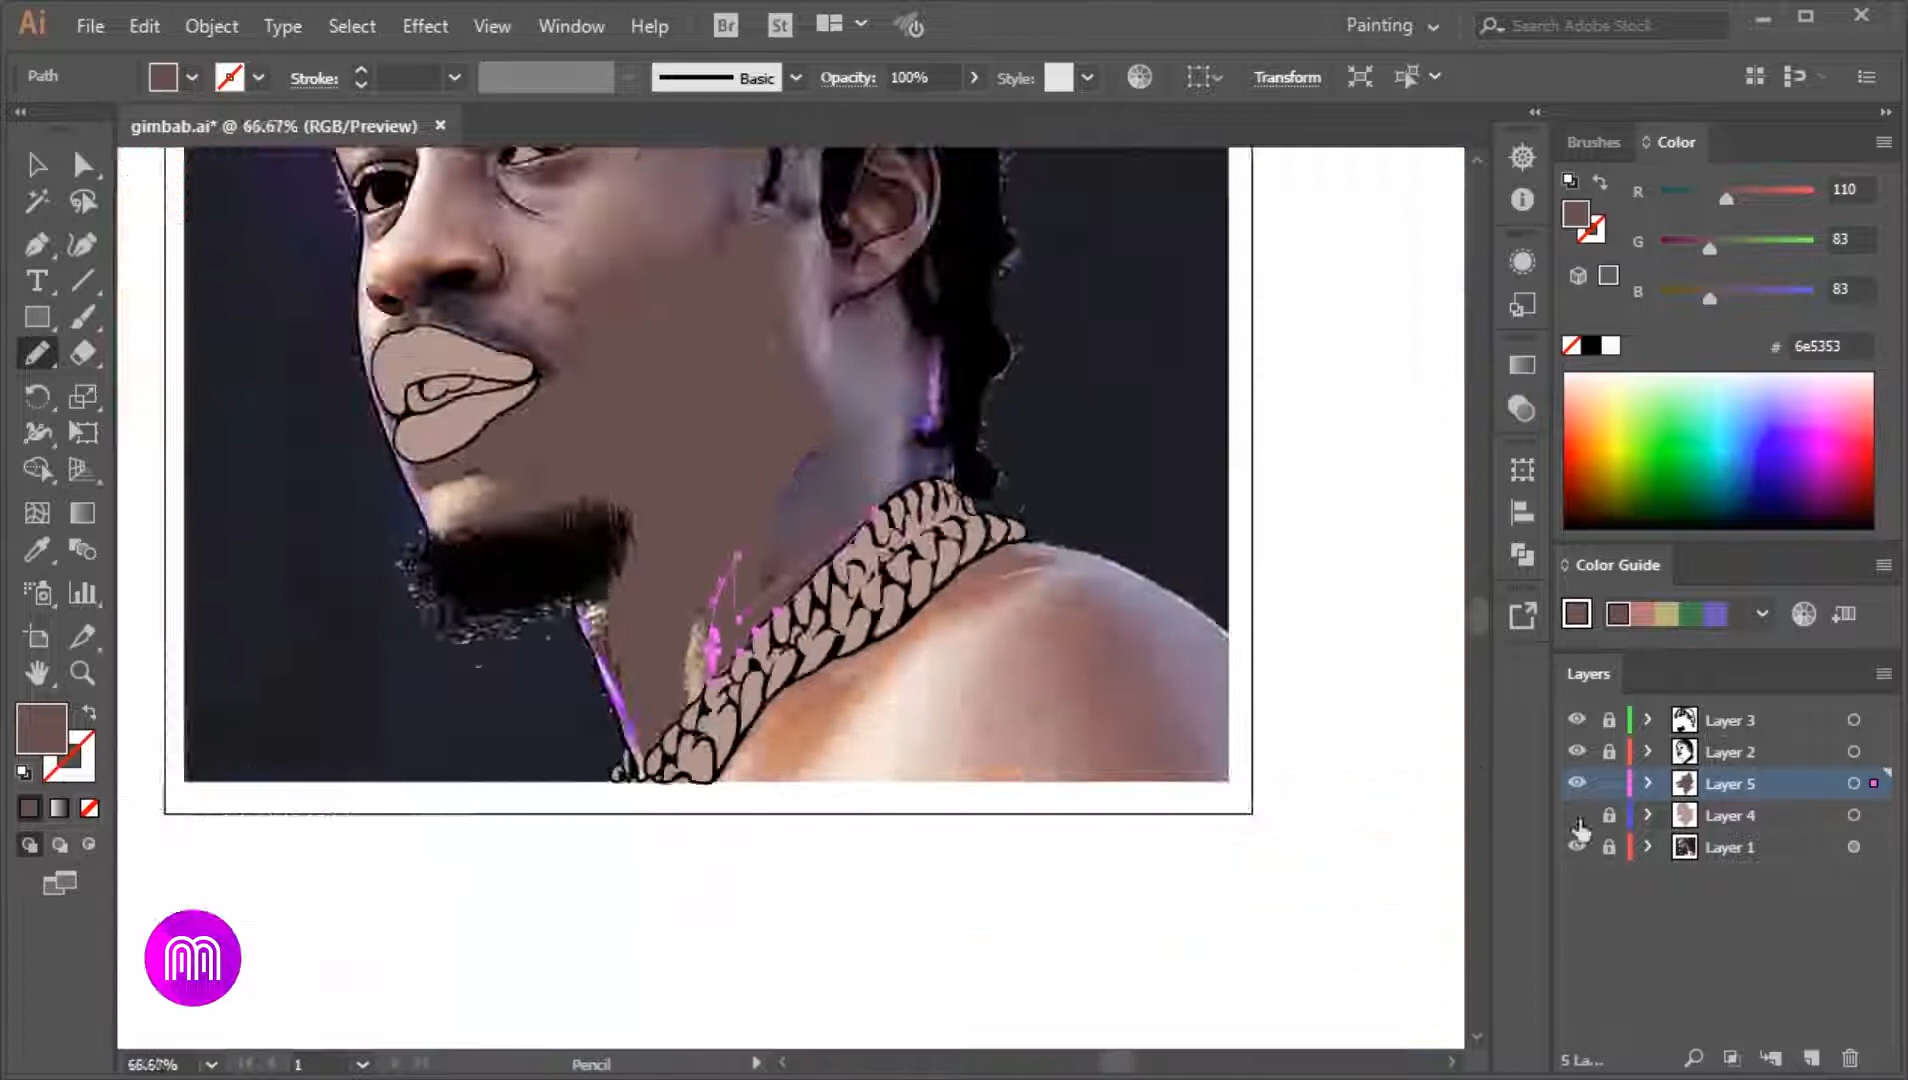 Ai File Edit Object Type Select Effect View Window Help Br St Painting Search Adobe Stock
Path Stroke: Basic Opacity: 100% Style: Transform
gimbab.ai* @ 66.67% (RGB/Preview)
Brushes Color
R 110
G 83
B 83
# 6e5353
Color Guide
Layers
Layer 3
Layer 2
Layer 5
Layer 4
Layer 1
66.67% 1 Pencil 5 La...